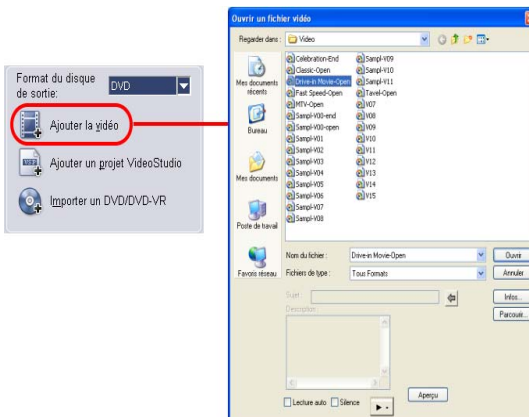 Format du disque
de sortie:
DVD
Ajouter la vidéo
Ajouter un projet VideoStudio
Importer un DVD/DVD-VR
Ouvrir un fichier vidéo
Regarder dans :
Video
Mes documents
récents
Bureau
Mes documents
Poste de travail
Favoris réseau
Celebration-End
Classic-Open
Drive-in Movie-Open
Fast Speed-Open
MTV-Open
Sampl-V00-end
Sampl-V00-open
Sampl-V01
Sampl-V02
Sampl-V03
Sampl-V04
Sampl-V05
Sampl-V06
Sampl-V07
Sampl-V08
Sampl-V09
Sampl-V10
Sampl-V11
Tavel-Open
V07
V08
V09
V10
V11
V12
V13
V14
V15
Nom du fichier :
Drive-in Movie-Open
Ouvrir
Fichiers de type :
Tous Formats
Annuler
Sujet:
Infos...
Description:
Parcourir...
Lecture auto
Silence
Aperçu